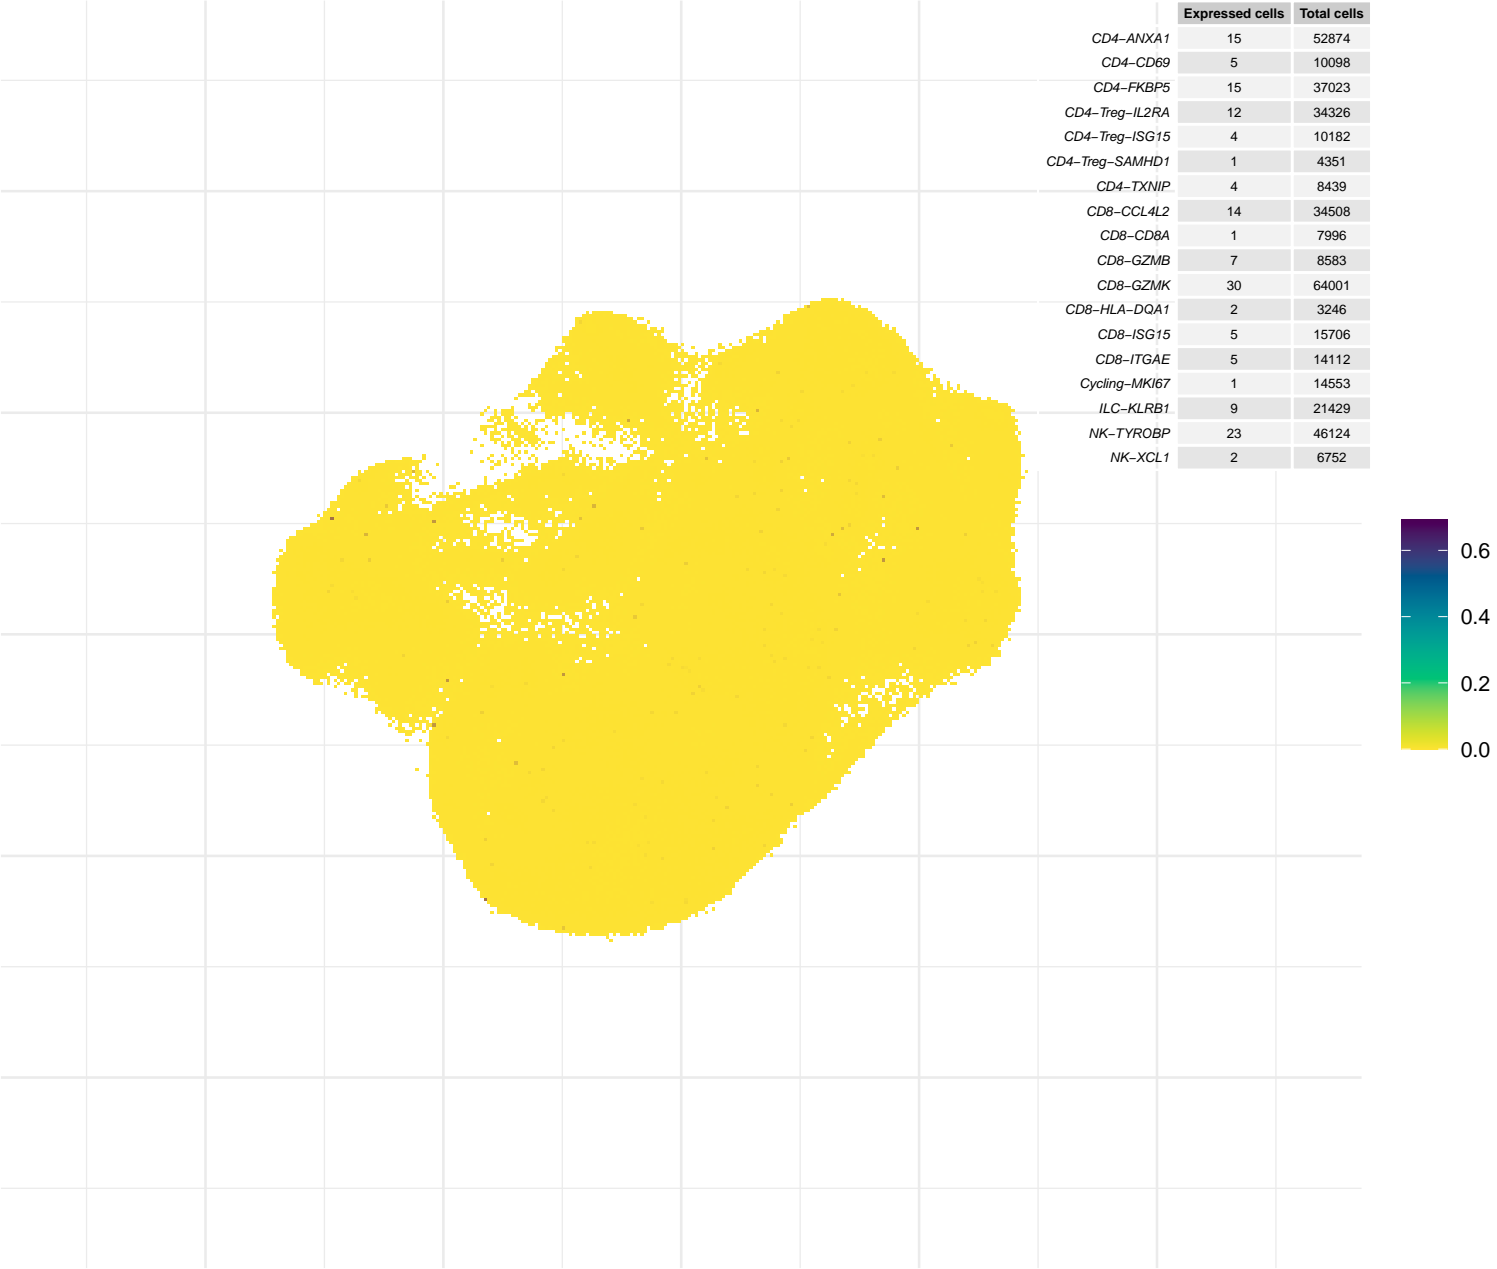 Expressed cells Total cells
CD4−ANXA1 15 52874
CD4−CD69 5 10098
CD4−FKBP5 15 37023
CD4−Treg−IL2RA 12 34326
CD4−Treg−ISG15 4 10182
CD4−Treg−SAMHD1 1 4351
CD4−TXNIP 4 8439
CD8−CCL4L2 14 34508
CD8−CD8A 1 7996
CD8−GZMB 7 8583
CD8−GZMK 30 64001
CD8−HLA−DQA1 2 3246
CD8−ISG15 5 15706
CD8−ITGAE 5 14112
Cycling−MKI67 1 14553
ILC−KLRB1 9 21429
NK−TYROBP 23 46124
NK−XCL1 2 6752
0.6
0.4
0.2
0.0